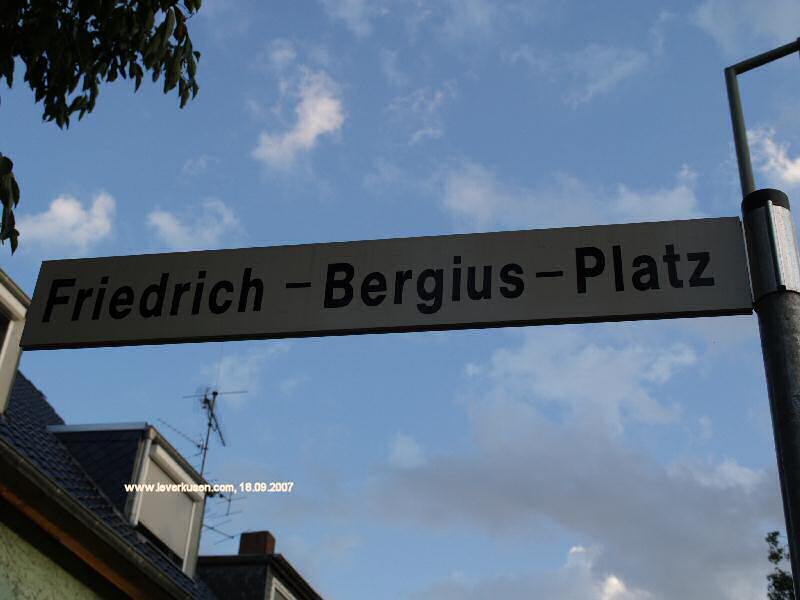 Friedrich - Bergius - Platz
www.leverkusen.com, 18.09.2007